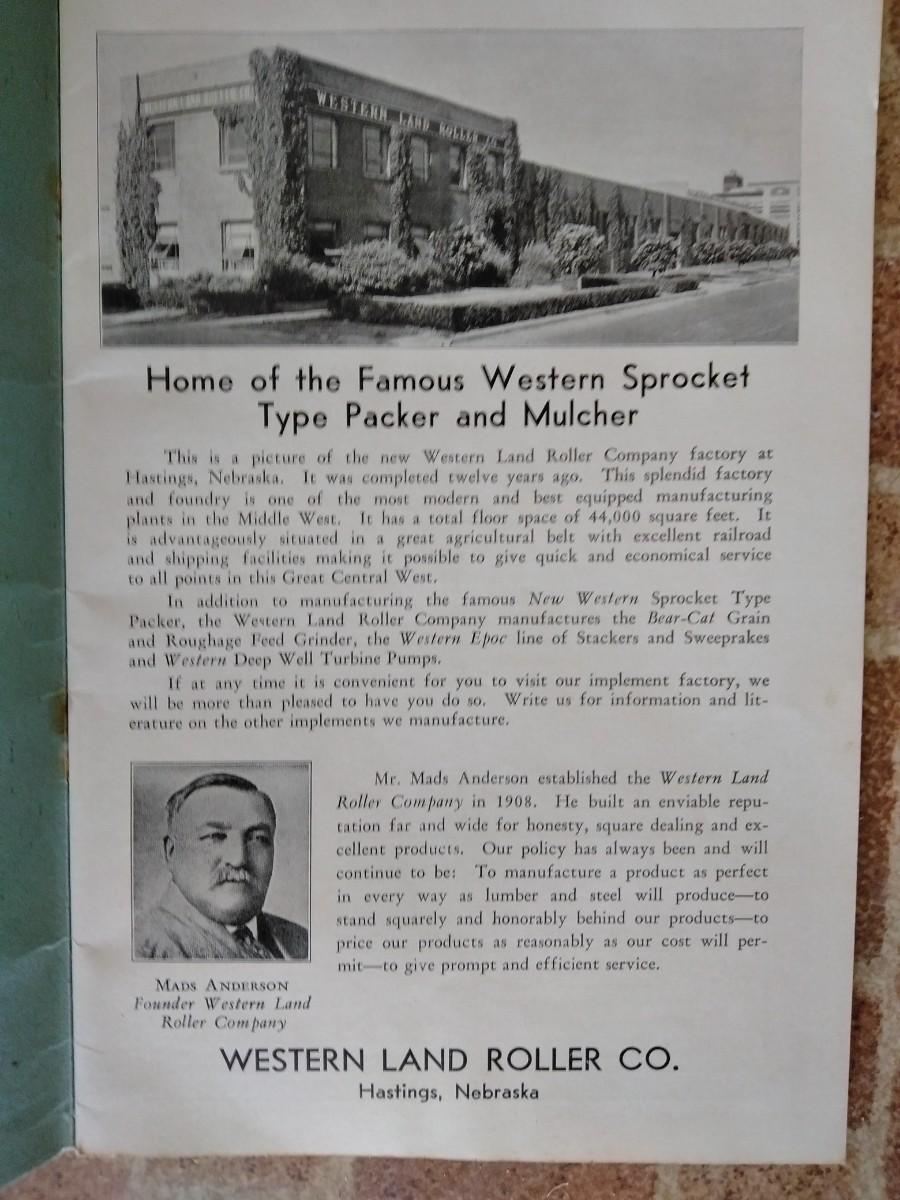 WESTERN LAND ROLLER CO.
Home of the Famous Western Sprocket
Type Packer and Mulcher
This is a picture of the new Western Land Roller Company factory at
Hastings, Nebraska. It was completed twelve years ago. This splendid factory
and foundry is one of the most modern and best equipped manufacturing
plants in the Middle West. It has a total floor space of 44,000 square feet. It
is advantageously situated in a great agricultural belt with excellent railroad
and shipping facilities making it possible to give quick and economical service
to all points in this Great Central West.
In addition to manufacturing the famous New Western Sprocket Type
Packer, the Western Land Roller Company manufactures the Bear-Cat Grain
and Roughage Feed Grinder, the Western Epoc line of Stackers and Sweeprakes
and Western Deep Well Turbine Pumps.
If at any time it is convenient for you to visit our implement factory, we
will be more than pleased to have you do so. Write us for information and lit-
erature on the other implements we manufacture.
Mr. Mads Anderson established the Western Land
Roller Company in 1908. He built an enviable repu-
tation far and wide for honesty, square dealing and ex-
cellent products. Our policy has always been and will
continue to be: To manufacture a product as perfect
in every way as lumber and steel will produce—to
stand squarely and honorably behind our products—to
price our products as reasonably as our cost will per-
mit—to give prompt and efficient service.
MADS ANDERSON
Founder Western Land
Roller Company
WESTERN LAND ROLLER CO.
Hastings, Nebraska